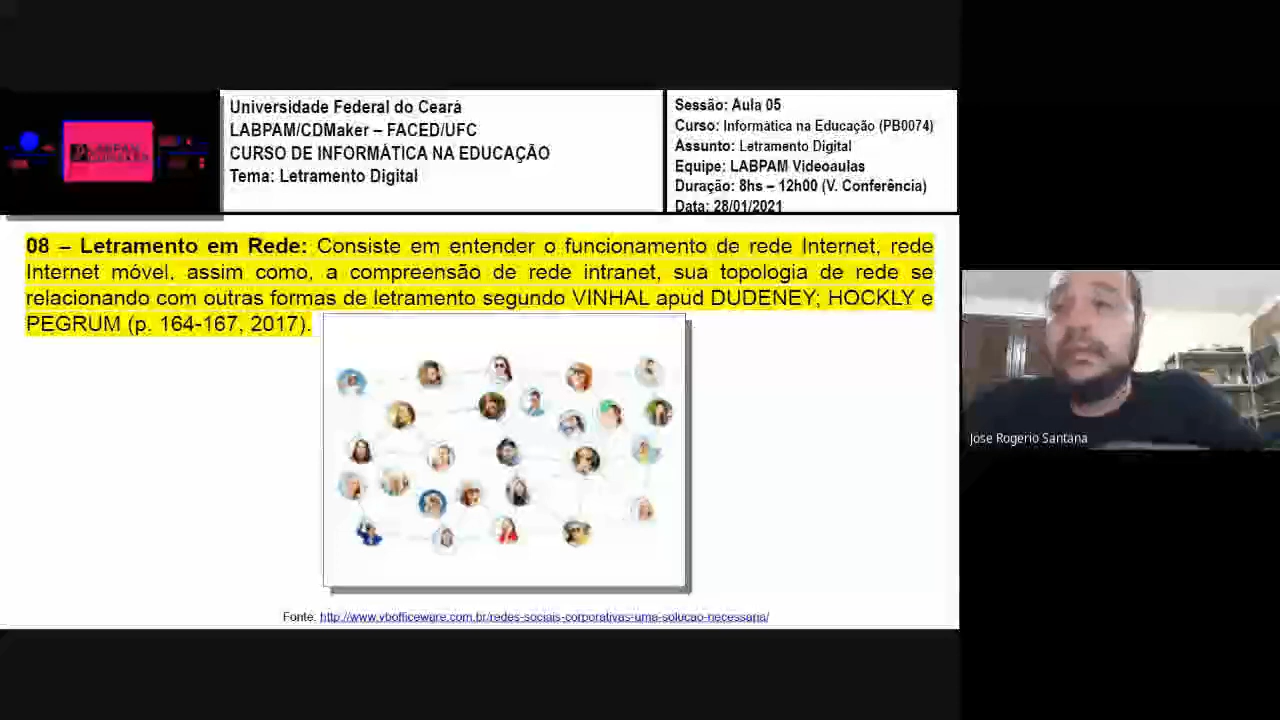 Universidade Federal do Ceará
LABPAM/CDMaker – FACED/UFC
CURSO DE INFORMÁTICA NA EDUCAÇÃO
Tema: Letramento Digital
Sessão: Aula 05
Curso: Informática na Educação (PB0074)
Assunto: Letramento Digital
Equipe: LABPAM Videoaulas
Duração: 8hs – 12h00 (V. Conferência)
Data: 28/01/2021
LABPAM
08 – Letramento em Rede: Consiste em entender o funcionamento de rede Internet, rede
Internet móvel, assim como, a compreensão de rede intranet, sua topologia de rede se
relacionando com outras formas de letramento segundo VINHAL apud DUDENEY; HOCKLY e
PEGRUM (p. 164-167, 2017).
Jose Rogerio Santana
Fonte: http://www.vbofficeware.com.br/redes-sociais-corporativas-uma-solucao-necessaria/